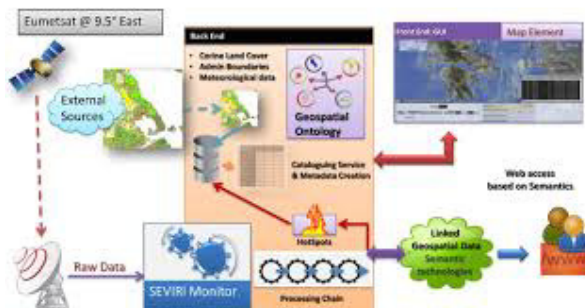 Eumetsat @ 9.5° East
External
Sources
Back End
• Corine Land Cover
• Admin Boundaries
• Meteorological data
Geospatial
Ontology
Cataloguing Service
& Metadata Creation
HotSpots
Processing Chain
Raw Data
SEVIRI Monitor
Front End: GUI
Map Element
Web access
based on Semantics
Linked
Geospatial Data
Semantic
technologies